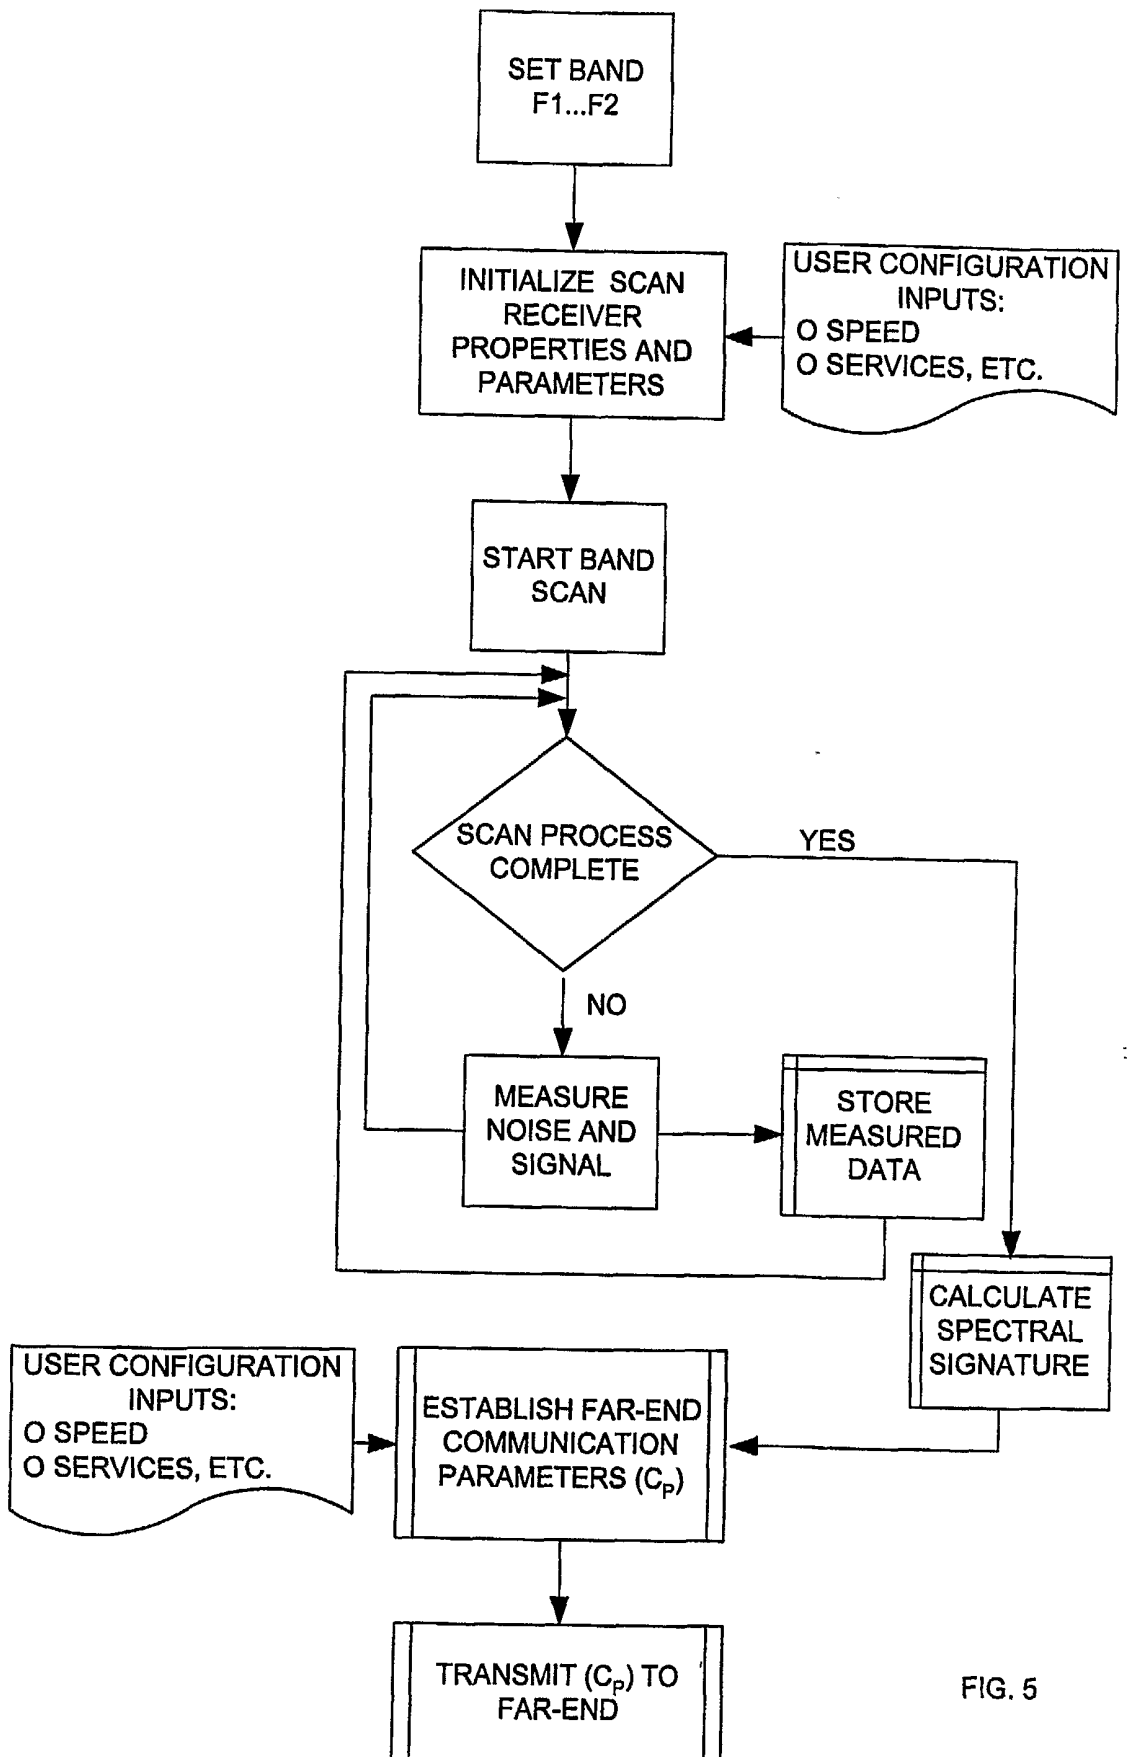 SET BAND
F1...F2
INITIALIZE SCAN
RECEIVER
PROPERTIES AND
PARAMETERS
USER CONFIGURATION
INPUTS:
O SPEED
O SERVICES, ETC.
START BAND
SCAN
SCAN PROCESS
COMPLETE
YES
NO
MEASURE
NOISE AND
SIGNAL
STORE
MEASURED
DATA
CALCULATE
SPECTRAL
SIGNATURE
USER CONFIGURATION
INPUTS:
O SPEED
O SERVICES, ETC.
ESTABLISH FAR-END
COMMUNICATION
PARAMETERS (CP)
TRANSMIT (CP) TO
FAR-END
FIG. 5